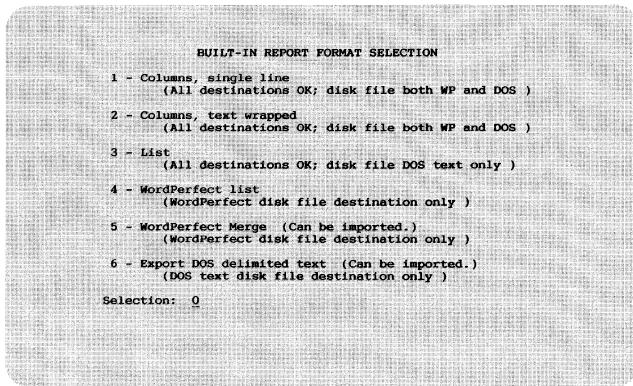 BUILT-IN REPORT FORMAT SELECTION
1 - Columns, single line
(All destinations OK; disk file both WP and DOS )
2 - Columns, text wrapped
(All destinations OK; disk file both WP and DOS )
3 - List
(All destinations OK; disk file DOS text only )
4 - WordPerfect list
(WordPerfect disk file destination only )
5 - WordPerfect Merge (Can be imported.)
(WordPerfect disk file destination only )
6 - Export DOS delimited text (Can be imported.)
(DOS text disk file destination only )
Selection: 0